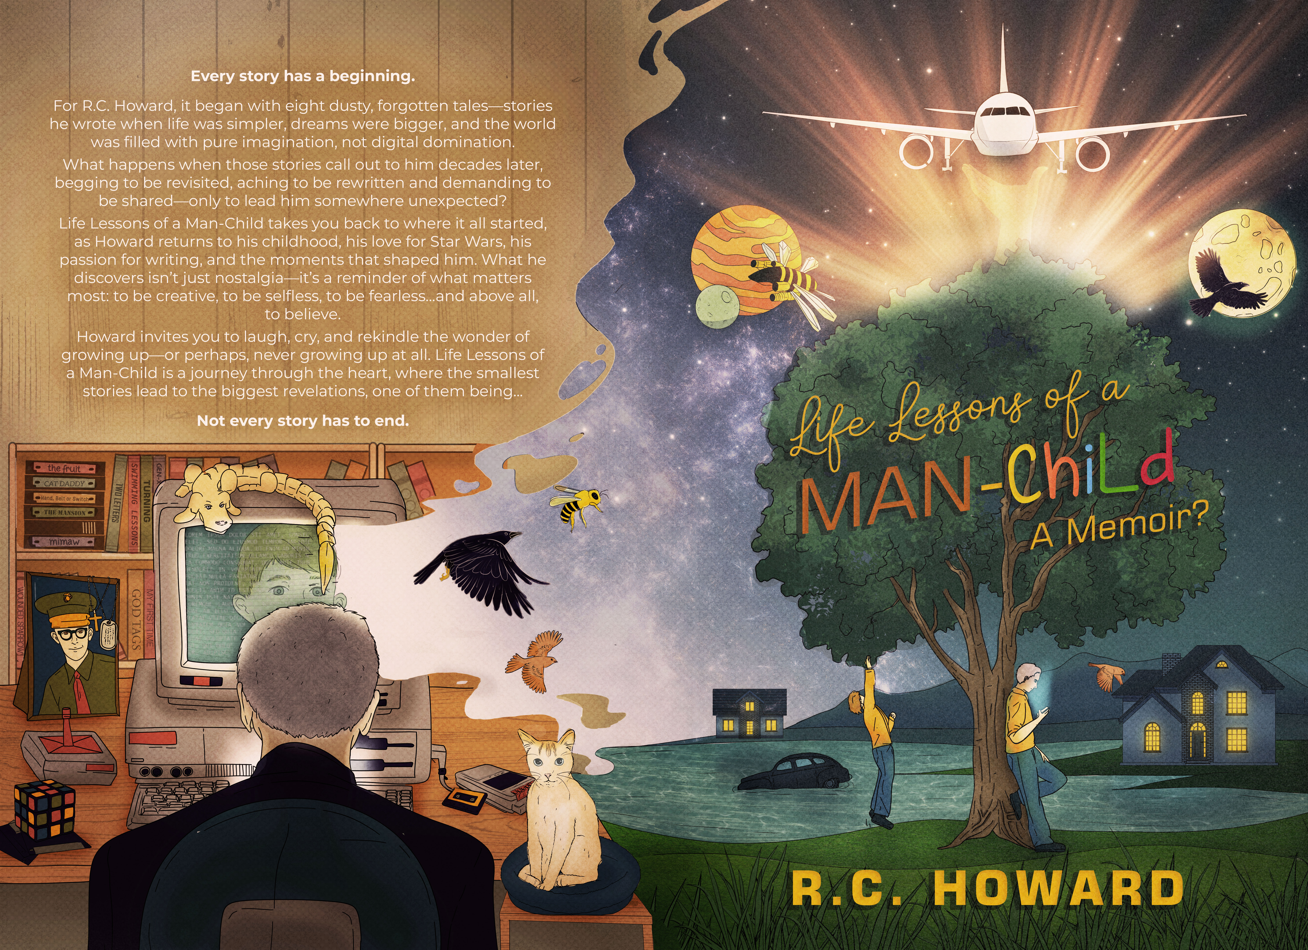 Every story has a beginning.
For R.C. Howard, it began with eight dusty, forgotten tales—stories
he wrote when life was simpler, dreams were bigger, and the world
was filled with pure imagination, not digital domination.
What happens when those stories call out to him decades later,
begging to be revisited, aching to be rewritten and demanding to
be shared—only to lead him somewhere unexpected?
Life Lessons of a Man-Child takes you back to where it all started,
as Howard returns to his childhood, his love for Star Wars, his
passion for writing, and the moments that shaped him. What he
discovers isn't just nostalgia—it's a reminder of what matters
most: to be creative, to be selfless, to be fearless...and above all,
to believe.
Howard invites you to laugh, cry, and rekindle the wonder of
growing up—or perhaps, never growing up at all. Life Lessons of
a Man-Child is a journey through the heart, where the smallest
stories lead to the biggest revelations, one of them being...
Not every story has to end.
the fruit
CAT DADDY
THE MANSION
mimaw
TWO LETTERS
SWINNING LESSONS
TURNING
GOD TAGS
MY FIRST
Life Lessons of a
MAN-ChiLd
A Memoir?
R.C. HOWARD